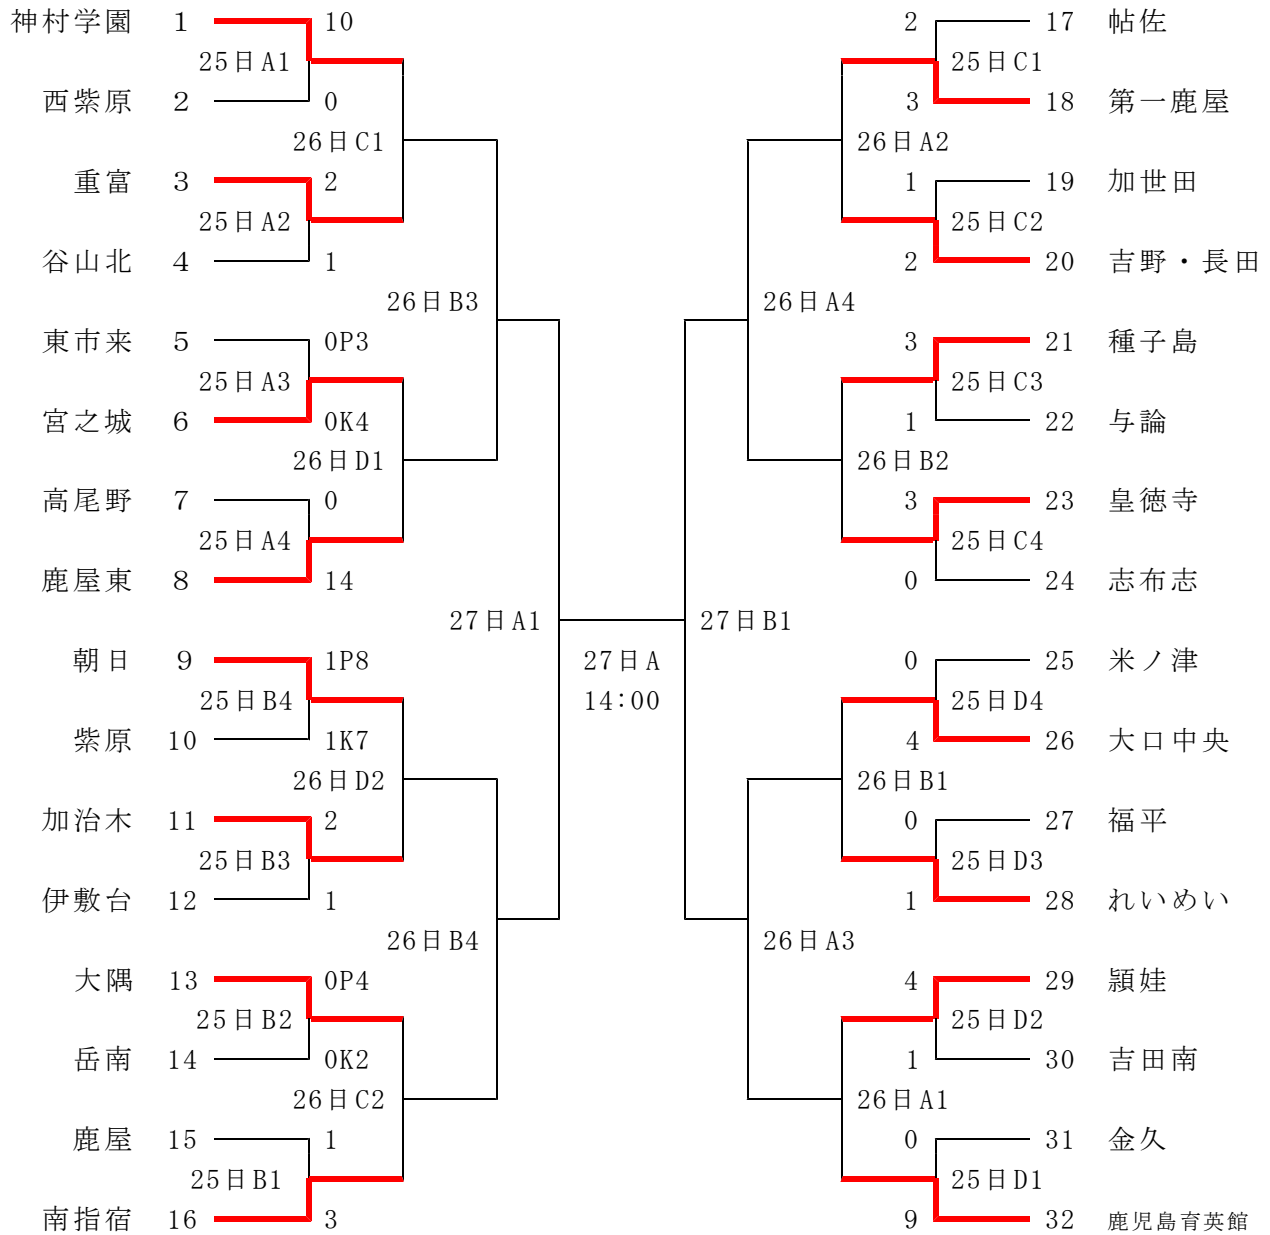 神村学園 1 10 2 17 帖佐
25日A1 25日C1
西紫原 2 0 3 18 第一鹿屋
26日C1 26日A2
重富 3 2 1 19 加世田
25日A2 25日C2
谷山北 4 1 2 20 吉野・長田
26日B3 26日A4
東市来 5 0P3 3 21 種子島
25日A3 25日C3
宮之城 6 0K4 1 22 与論
26日D1 26日B2
高尾野 7 0 3 23 皇徳寺
25日A4 25日C4
鹿屋東 8 14 0 24 志布志
27日A1 27日B1
朝日 9 1P8 27日A 0 25 米ノ津
25日B4 14:00 25日D4
紫原 10 1K7 4 26 大口中央
26日D2 26日B1
加治木 11 2 0 27 福平
25日B3 25日D3
伊敷台 12 1 1 28 れいめい
26日B4 26日A3
大隅 13 0P4 4 29 頴娃
25日B2 25日D2
岳南 14 0K2 1 30 吉田南
26日C2 26日A1
鹿屋 15 1 0 31 金久
25日B1 25日D1
南指宿 16 3 9 32 鹿児島育英館